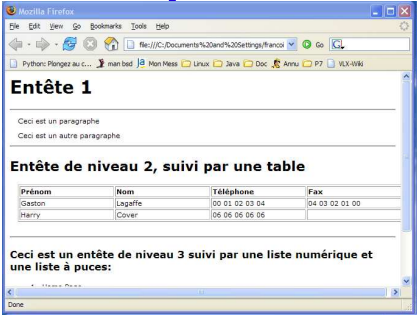 Mozilla Firefox
File Edit View Go Bookmarks Tools Help
file:///C:/Documents%20and%20Settings/francoi Go
Python: Plongez au c... man bsd Mon Mess Linux Java Doc Annu P7 VLX-Wiki
Entête 1
Ceci est un paragraphe
Ceci est un autre paragraphe
Entête de niveau 2, suivi par une table
Prénom Nom Téléphone Fax
Gaston Lagaffe 00 01 02 03 04 04 03 02 01 00
Harry Cover 06 06 06 06 06
Ceci est un entête de niveau 3 suivi par une liste numérique et
une liste à puces:
Done